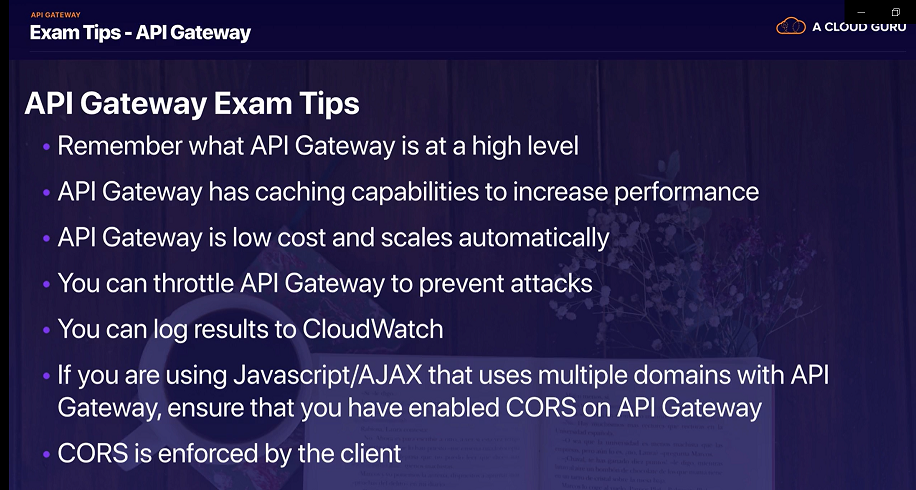 API GATEWAY
Exam Tips - API Gateway
A CLOUD GURU
API Gateway Exam Tips
• Remember what API Gateway is at a high level
• API Gateway has caching capabilities to increase performance
• API Gateway is low cost and scales automatically
• You can throttle API Gateway to prevent attacks
• You can log results to CloudWatch
• If you are using Javascript/AJAX that uses multiple domains with API
Gateway, ensure that you have enabled CORS on API Gateway
• CORS is enforced by the client